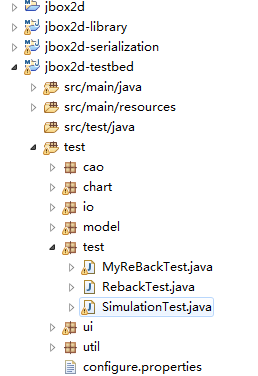 jbox2d
jbox2d-library
jbox2d-serialization
jbox2d-testbed
src/main/java
src/main/resources
src/test/java
test
cao
chart
io
model
test
MyReBackTest.java
RebackTest.java
SimulationTest.java
ui
util
configure.properties